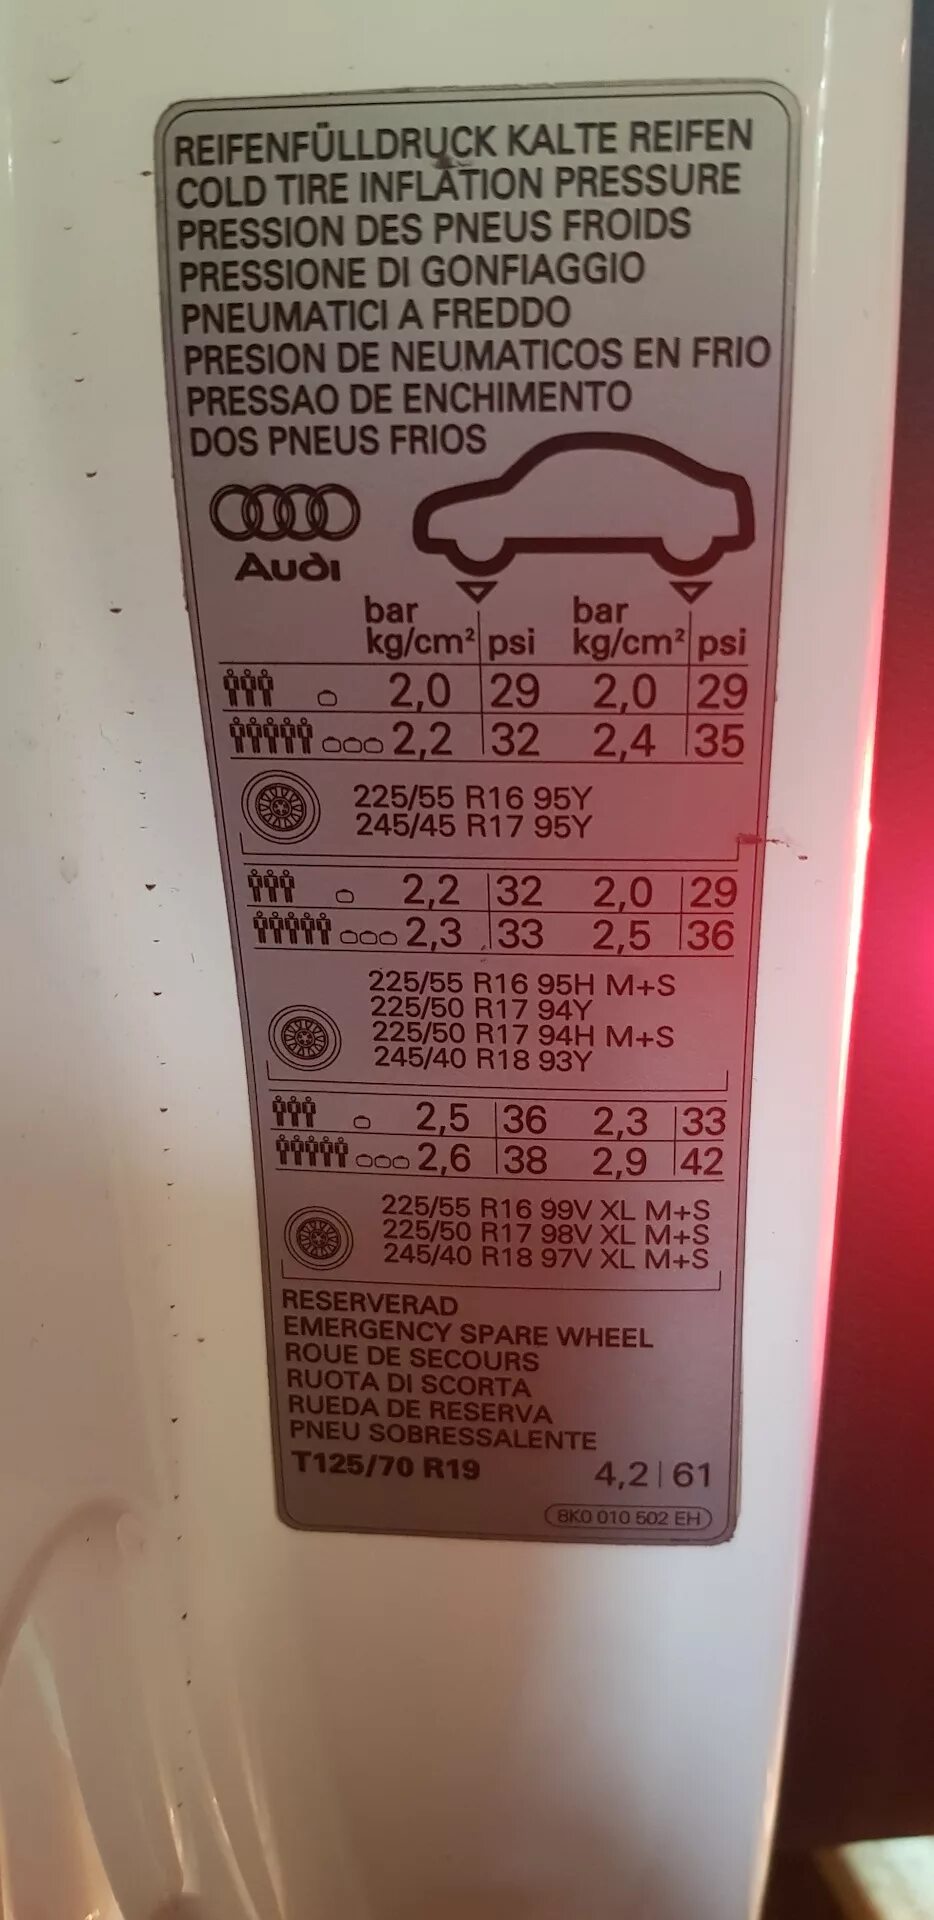 REIFENFÜLLDRUCK KALTE REIFEN
COLD TIRE INFLATION PRESSURE
PRESSION DES PNEUS FROIDS
PRESSIONE DI GONFIAGGIO
PNEUMATICI A FREDDO
PRESION DE NEUMATICOS EN FRIO
PRESSAO DE ENCHIMENTO
DOS PNEUS FRIOS
Audi
bar bar
kg/cm² psi kg/cm² psi
2,0 29 2,0 29
2,2 32 2,4 35
225/55 R16 95Y
245/45 R17 95Y
2,2 32 2,0 29
2,3 33 2,5 36
225/55 R16 95H M+S
225/50 R17 94Y
225/50 R17 94H M+S
245/40 R18 93Y
2,5 36 2,3 33
2,6 38 2,9 42
225/55 R16 99V XL M+S
225/50 R17 98V XL M+S
245/40 R18 97V XL M+S
RESERVERAD
EMERGENCY SPARE WHEEL
ROUE DE SECOURS
RUOTA DI SCORTA
RUEDA DE RESERVA
PNEU SOBRESSALENTE
T125/70 R19 4,2 61
8K0 010 502 EH